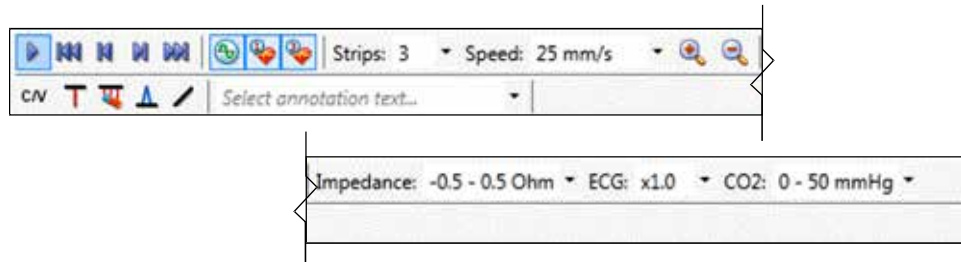 Strips: 3 Speed: 25 mm/s
C/V Select annotation text...
Impedance: -0.5 - 0.5 Ohm ECG: x1.0 CO2: 0 - 50 mmHg